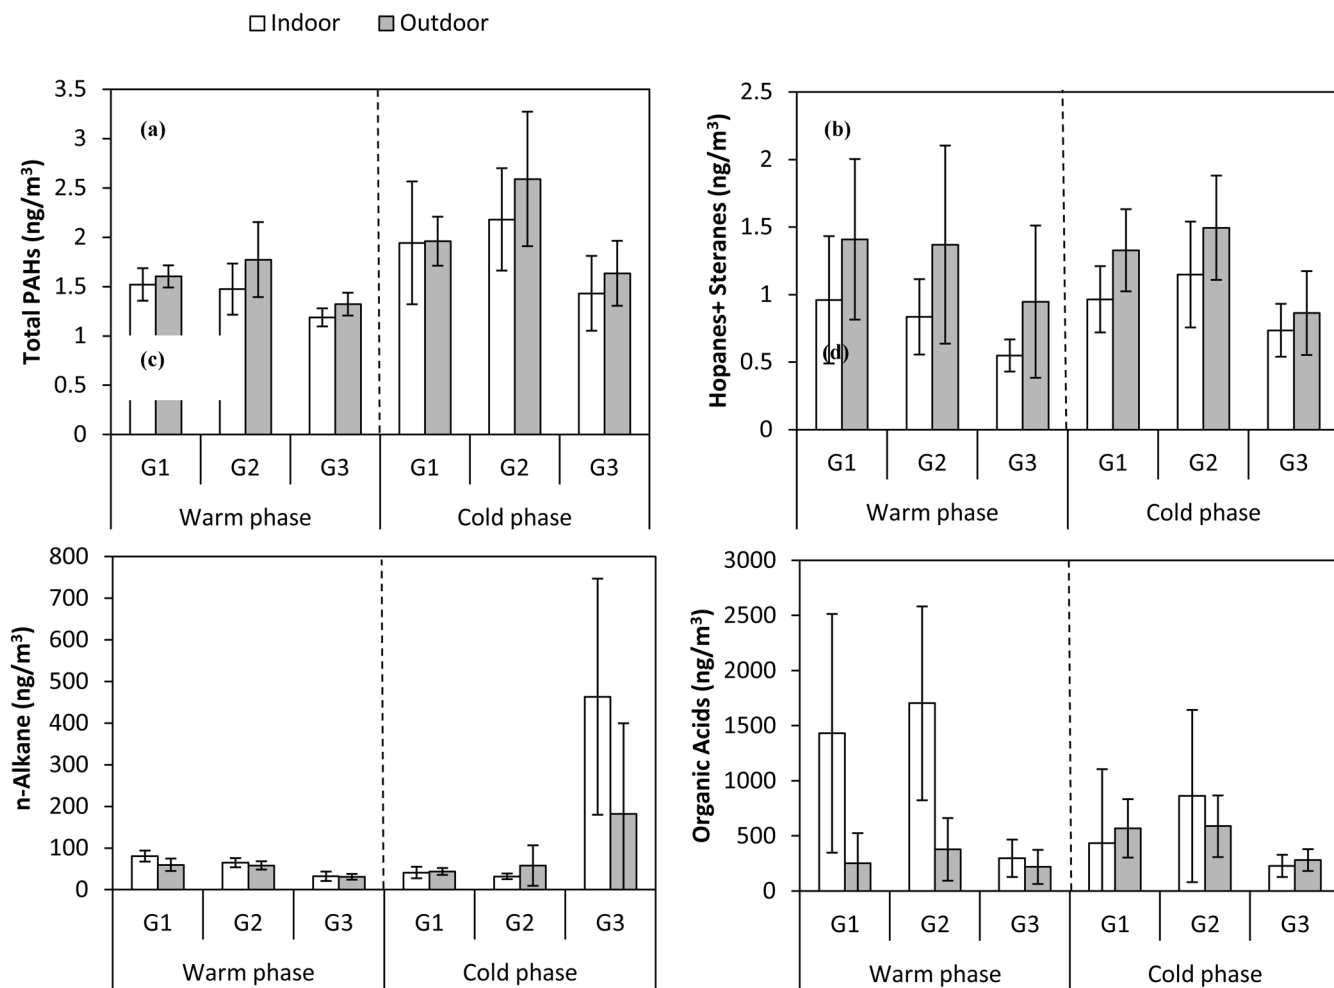 Indoor Outdoor
Total PAHs (ng/m³)
3.5
3
2.5
2
1.5
1
0.5
0
(a)
(c)
G1 G2 G3 G1 G2 G3
Warm phase Cold phase
Hopanes+ Steranes (ng/m³)
2.5
2
1.5
1
0.5
0
(b)
(d)
G1 G2 G3 G1 G2 G3
Warm phase Cold phase
n-Alkane (ng/m³)
800
700
600
500
400
300
200
100
0
G1 G2 G3 G1 G2 G3
Warm phase Cold phase
Organic Acids (ng/m³)
3000
2500
2000
1500
1000
500
0
G1 G2 G3 G1 G2 G3
Warm phase Cold phase